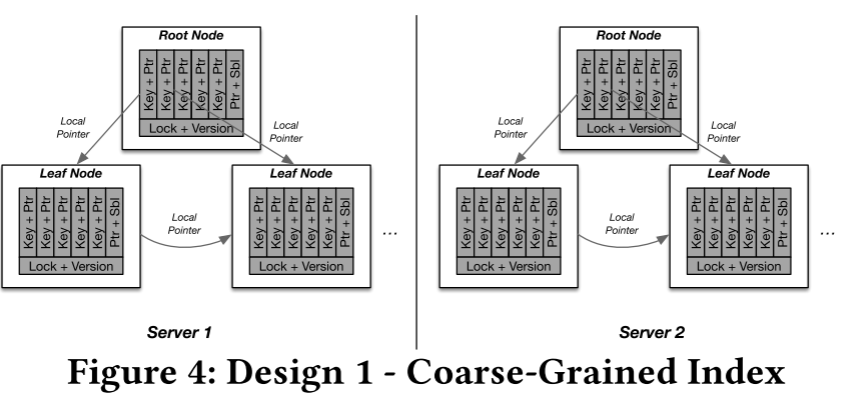 Root Node
Key + Ptr
Key + Ptr
Key + Ptr
Key + Ptr
Key + Ptr
Ptr + Sbl
Lock + Version
Local
Pointer
Local
Pointer
Leaf Node
Key + Ptr
Key + Ptr
Key + Ptr
Key + Ptr
Key + Ptr
Ptr + Sbl
Lock + Version
Local
Pointer
Leaf Node
Key + Ptr
Key + Ptr
Key + Ptr
Key + Ptr
Key + Ptr
Ptr + Sbl
Lock + Version
...
Server 1
Root Node
Key + Ptr
Key + Ptr
Key + Ptr
Key + Ptr
Key + Ptr
Ptr + Sbl
Lock + Version
Local
Pointer
Local
Pointer
Leaf Node
Key + Ptr
Key + Ptr
Key + Ptr
Key + Ptr
Key + Ptr
Ptr + Sbl
Lock + Version
Local
Pointer
Leaf Node
Key + Ptr
Key + Ptr
Key + Ptr
Key + Ptr
Key + Ptr
Ptr + Sbl
Lock + Version
...
Server 2
Figure 4: Design 1 - Coarse-Grained Index